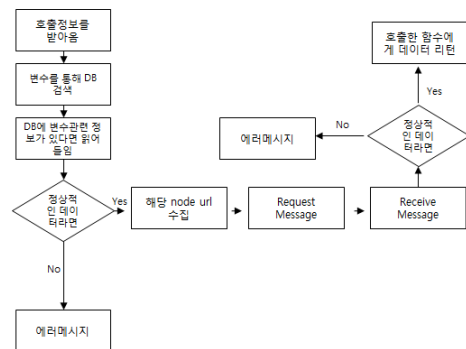 호출정보를
받아옴
변수를 통해 DB
검색
DB에 변수관련 정
보가 있다면 읽어
들임
정상적
인 데이
터라면
Yes
No
에러메시지
해당 node url
수집
Request
Message
Receive
Message
정상적
인 데이
터라면
No
에러메시지
Yes
호출한 함수에
게 데이터 리턴